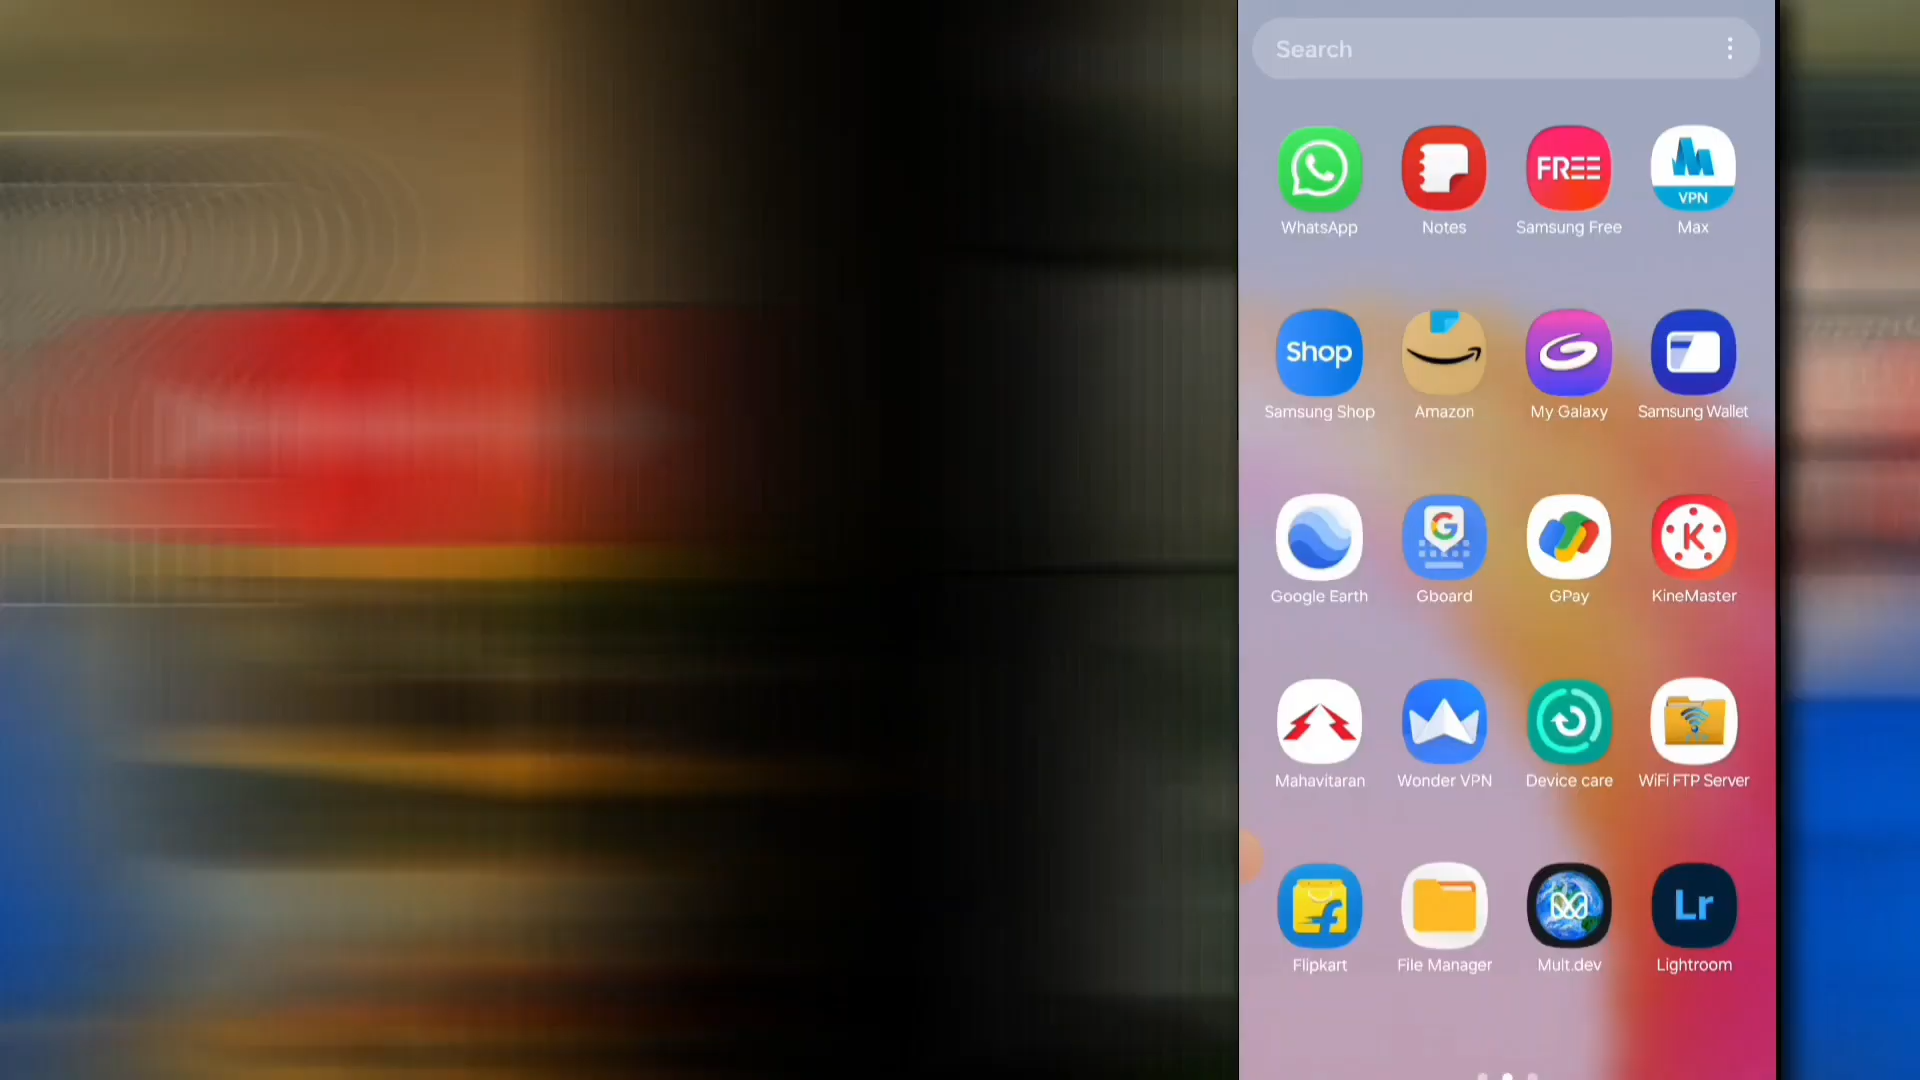 Search
FREE
VPN
WhatsApp
Notes
Samsung Free
Max
Shop
Samsung Shop
Amazon
My Galaxy
Samsung Wallet
G
K
Google Earth
Gboard
GPay
KineMaster
Mahavitaran
Wonder VPN
Device care
WiFi FTP Server
Lr
Flipkart
File Manager
Mult.dev
Lightroom